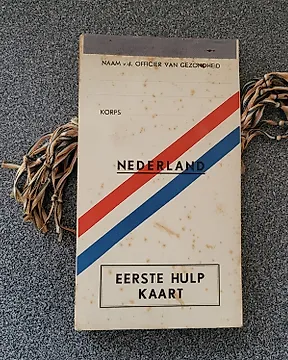 NAAM v.d. OFFICIER VAN GEZONDHEID
KORPS
NEDERLAND
EERSTE HULP
KAART